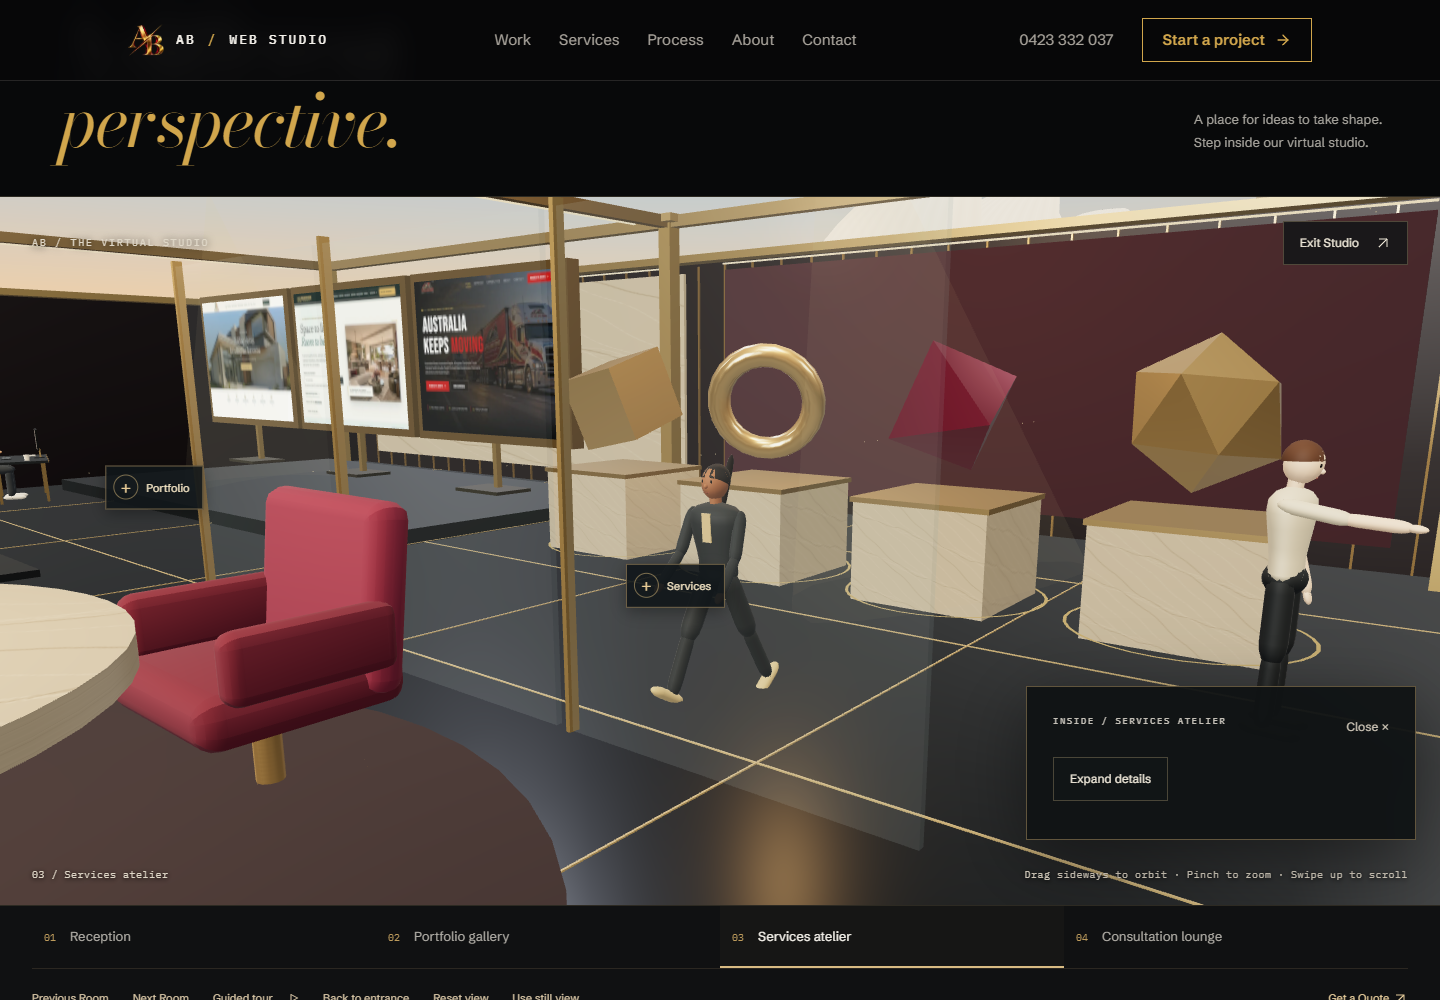 AB / WEB STUDIO
Work
Services
Process
About
Contact
0423 332 037
Start a project
perspective.
A place for ideas to take shape.
Step inside our virtual studio.
AB / THE VIRTUAL STUDIO
Exit Studio
AUSTRALIA
KEEPS MOVING
Portfolio
Services
INSIDE / SERVICES ATELIER
Close ×
Expand details
03 / Services atelier
Drag sideways to orbit · Pinch to zoom · Swipe up to scroll
01 Reception
02 Portfolio gallery
03 Services atelier
04 Consultation lounge
Previous Room
Next Room
Guided tour
Back to entrance
Reset view
Use still view
Get a Quote